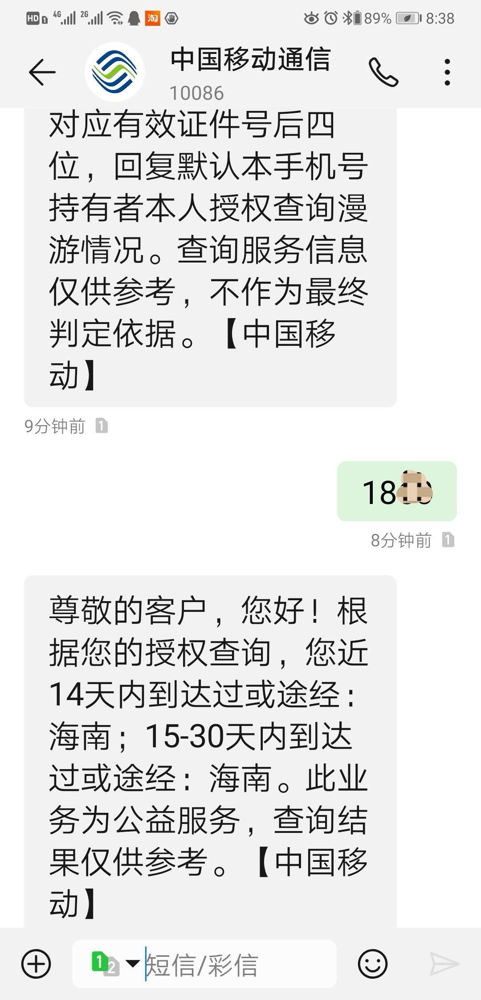 HD 1 4G 2G 淘 89% 8:38
中国移动通信
10086
对应有效证件号后四
位，回复默认本手机号
持有者本人授权查询漫
游情况。查询服务信息
仅供参考，不作为最终
判定依据。【中国移
动】
9分钟前 1
18
8分钟前 1
尊敬的客户，您好！根
据您的授权查询，您近
14天内到达过或途经：
海南；15-30天内到达
过或途经：海南。此业
务为公益服务，查询结
果仅供参考。【中国移
动】
1 2 短信/彩信